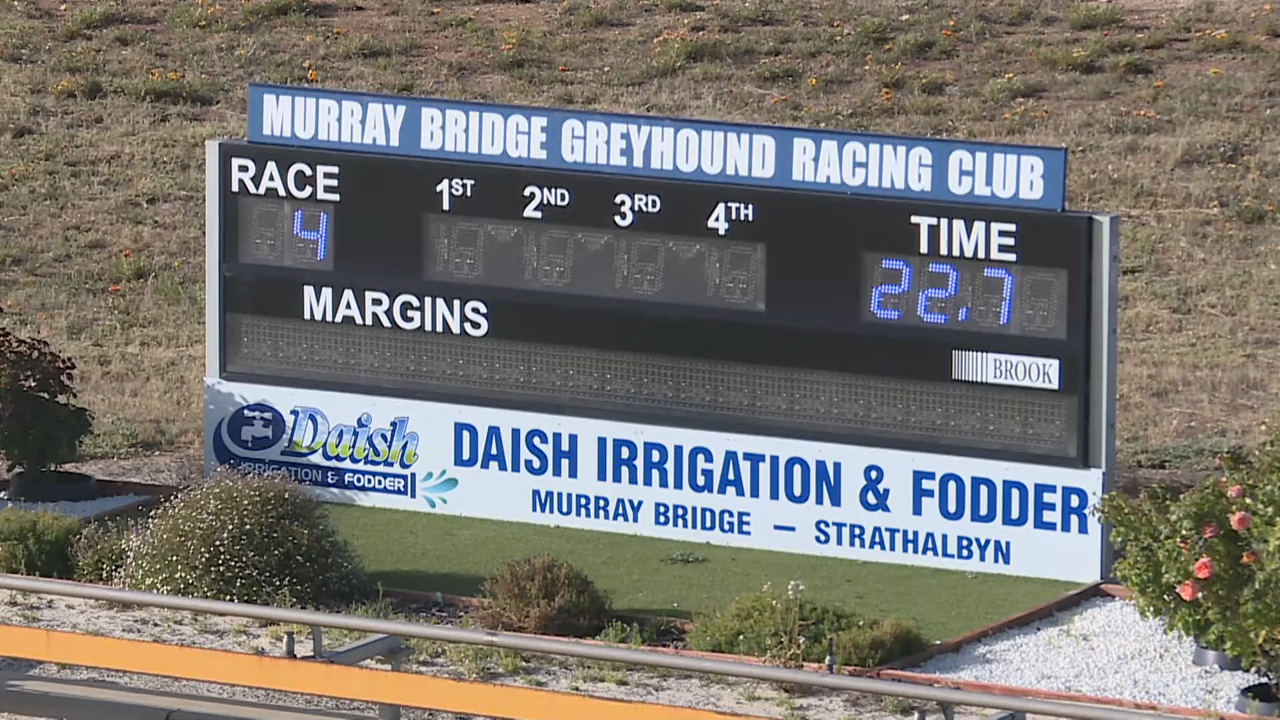 MURRAY BRIDGE GREYHOUND RACING CLUB
RACE 1ST 2ND 3RD 4TH TIME
4 22.7
MARGINS
BROOK
Daish
IRRIGATION & FODDER
DAISH IRRIGATION & FODDER
MURRAY BRIDGE — STRATHALBYN